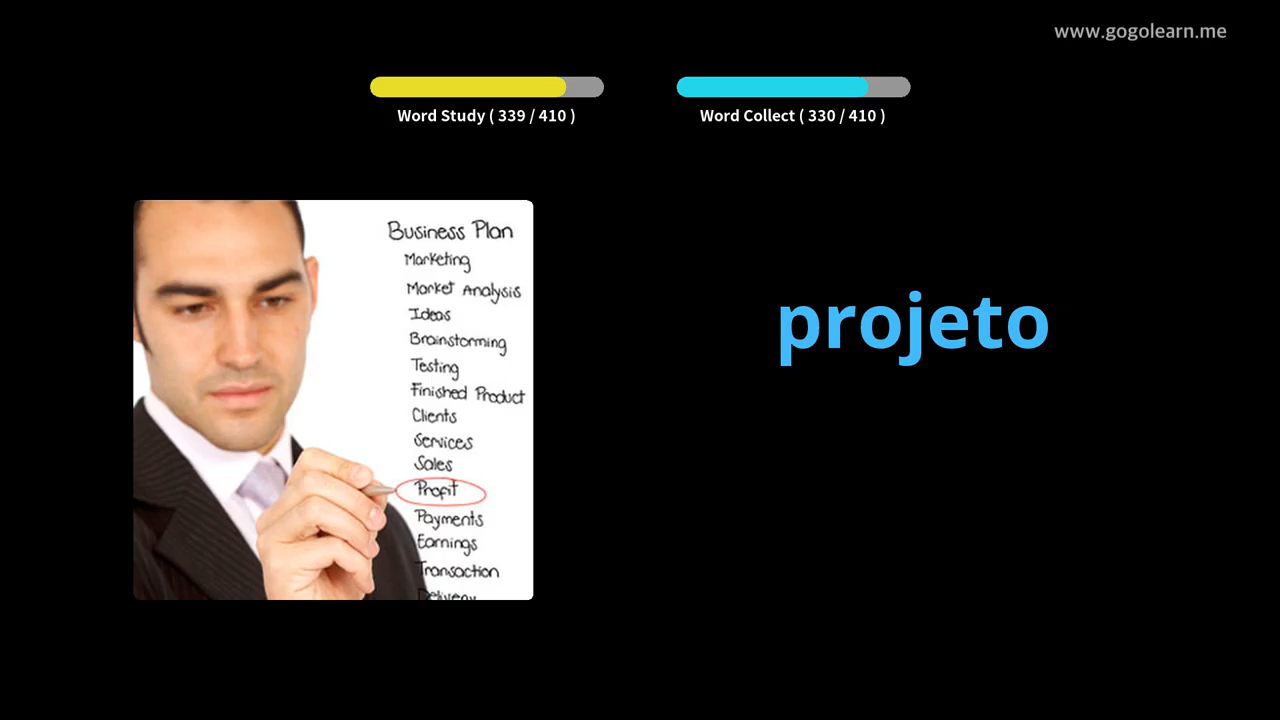 www.gogolearn.me
Word Study ( 339 / 410 )
Word Collect ( 330 / 410 )
Business Plan
Marketing
Market Analysis
Ideas
Brainstorming
Testing
Finished Product
Clients
Services
Sales
Profit
Payments
Earnings
Transaction
Delivery
projeto